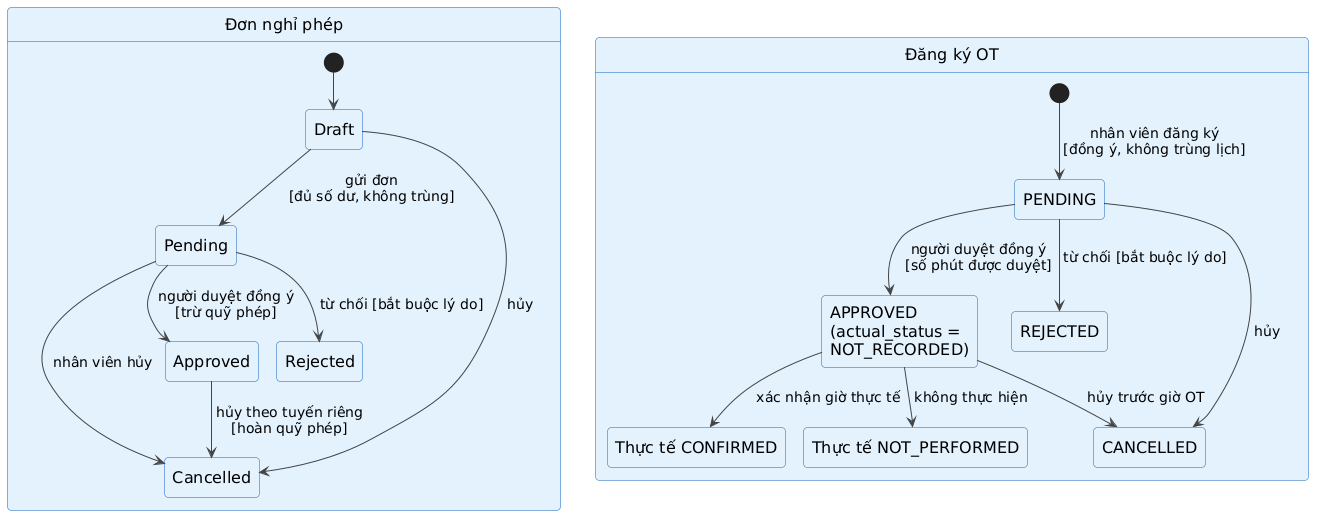 Đơn nghỉ phép
Draft
gửi đơn
[đủ số dư, không trùng]
Pending
người duyệt đồng ý
[trừ quỹ phép]
từ chối [bắt buộc lý do]
hủy
nhân viên hủy
Approved
Rejected
hủy theo tuyến riêng
[hoàn quỹ phép]
Cancelled
Đăng ký OT
nhân viên đăng ký
[đồng ý, không trùng lịch]
PENDING
người duyệt đồng ý
[số phút được duyệt]
từ chối [bắt buộc lý do]
APPROVED
(actual_status =
NOT_RECORDED)
REJECTED
hủy
xác nhận giờ thực tế
không thực hiện
hủy trước giờ OT
Thực tế CONFIRMED
Thực tế NOT_PERFORMED
CANCELLED